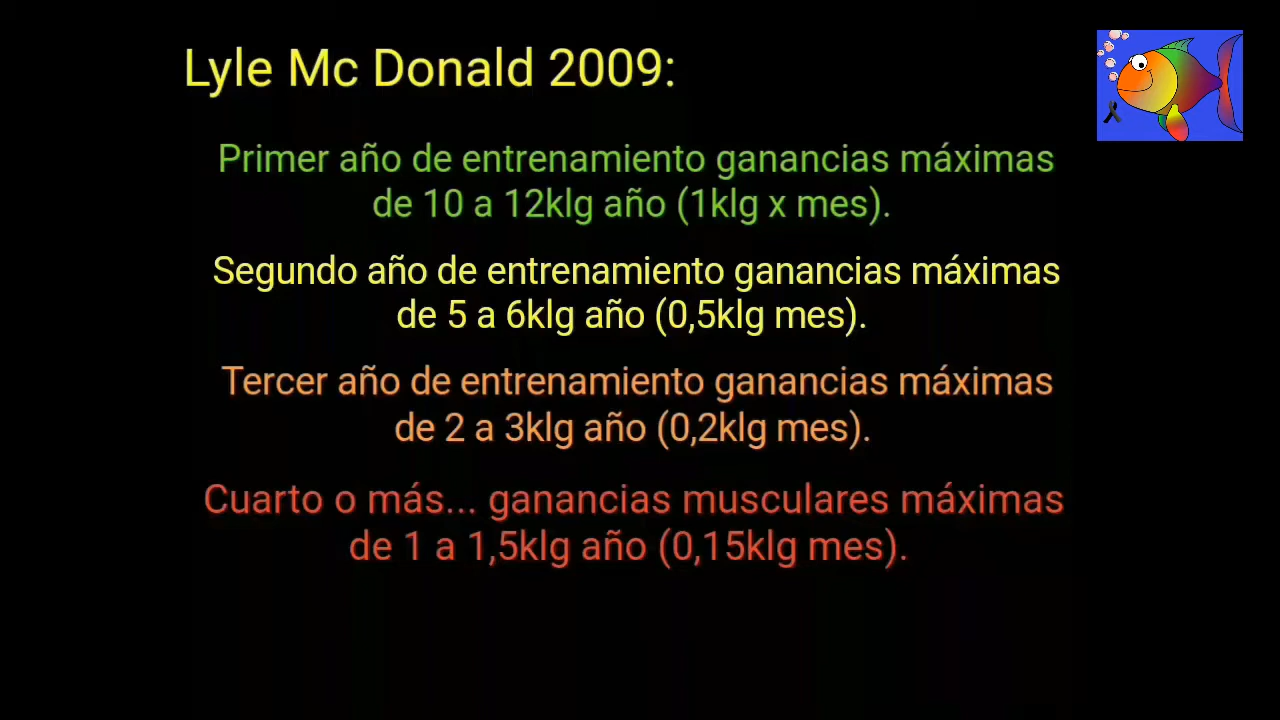 Lyle Mc Donald 2009:
Primer año de entrenamiento ganancias máximas
de 10 a 12klg año (1klg x mes).
Segundo año de entrenamiento ganancias máximas
de 5 a 6klg año (0,5klg mes).
Tercer año de entrenamiento ganancias máximas
de 2 a 3klg año (0,2klg mes).
Cuarto o más... ganancias musculares máximas
de 1 a 1,5klg año (0,15klg mes).